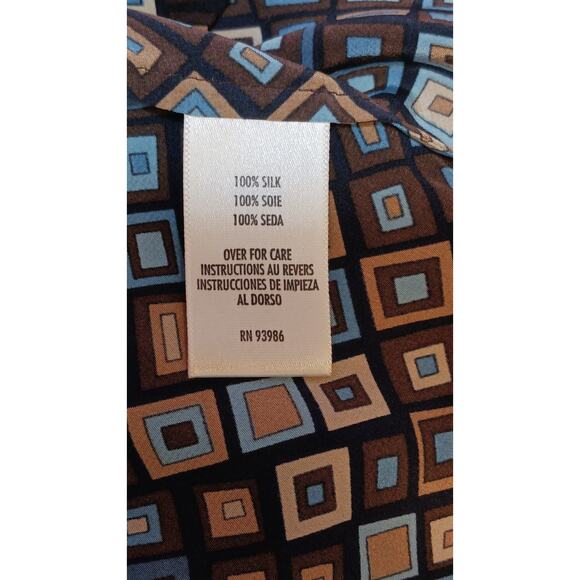 100% SILK
100% SOIE
100% SEDA
OVER FOR CARE
INSTRUCTIONS AU REVERS
INSTRUCCIONES DE IMPIEZA
AL DORSO
RN 93986